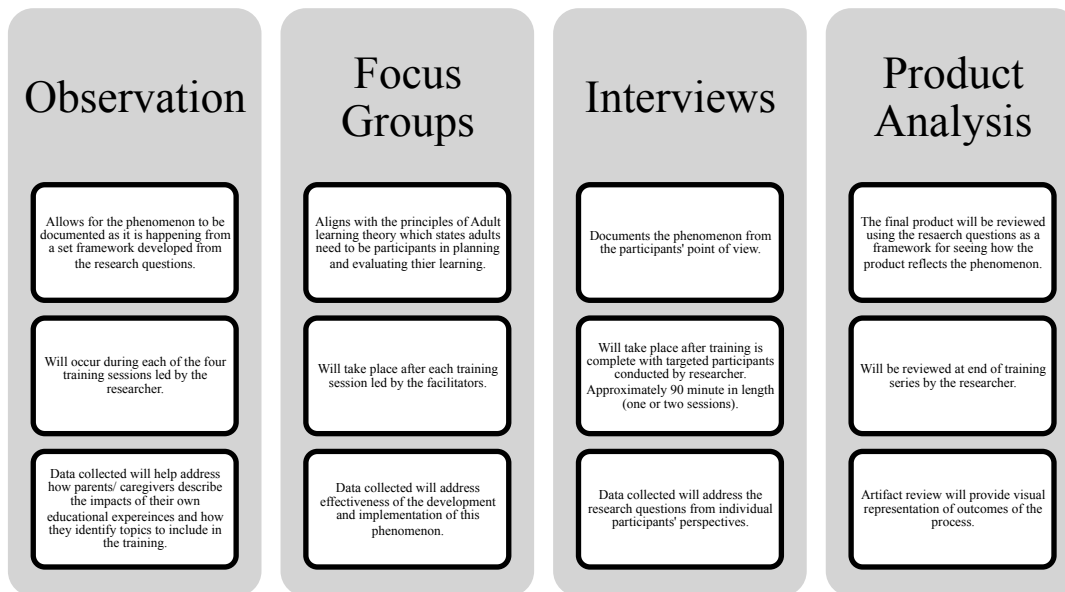 Observation
Allows for the phenomenon to be
documented as it is happening from
a set framework developed from
the research questions.
Will occur during each of the four
training sessions led by the
researcher.
Data collected will help address
how parents/ caregivers describe
the impacts of their own
educational expereinces and how
they identify topics to include in
the training.
Focus
Groups
Aligns with the principles of Adult
learning theory which states adults
need to be participants in planning
and evaluating thier learning.
Will take place after each training
session led by the facilitators.
Data collected will address
effectiveness of the development
and implementation of this
phenomenon.
Interviews
Documents the phenomenon from
the participants' point of view.
Will take place after training is
complete with targeted participants
conducted by researcher.
Approximately 90 minute in length
(one or two sessions).
Data collected will address the
research questions from individual
participants' perspectives.
Product
Analysis
The final product will be reviewed
using the resaerch questions as a
framework for seeing how the
product reflects the phenomenon.
Will be reviewed at end of training
series by the researcher.
Artifact review will provide visual
representation of outcomes of the
process.